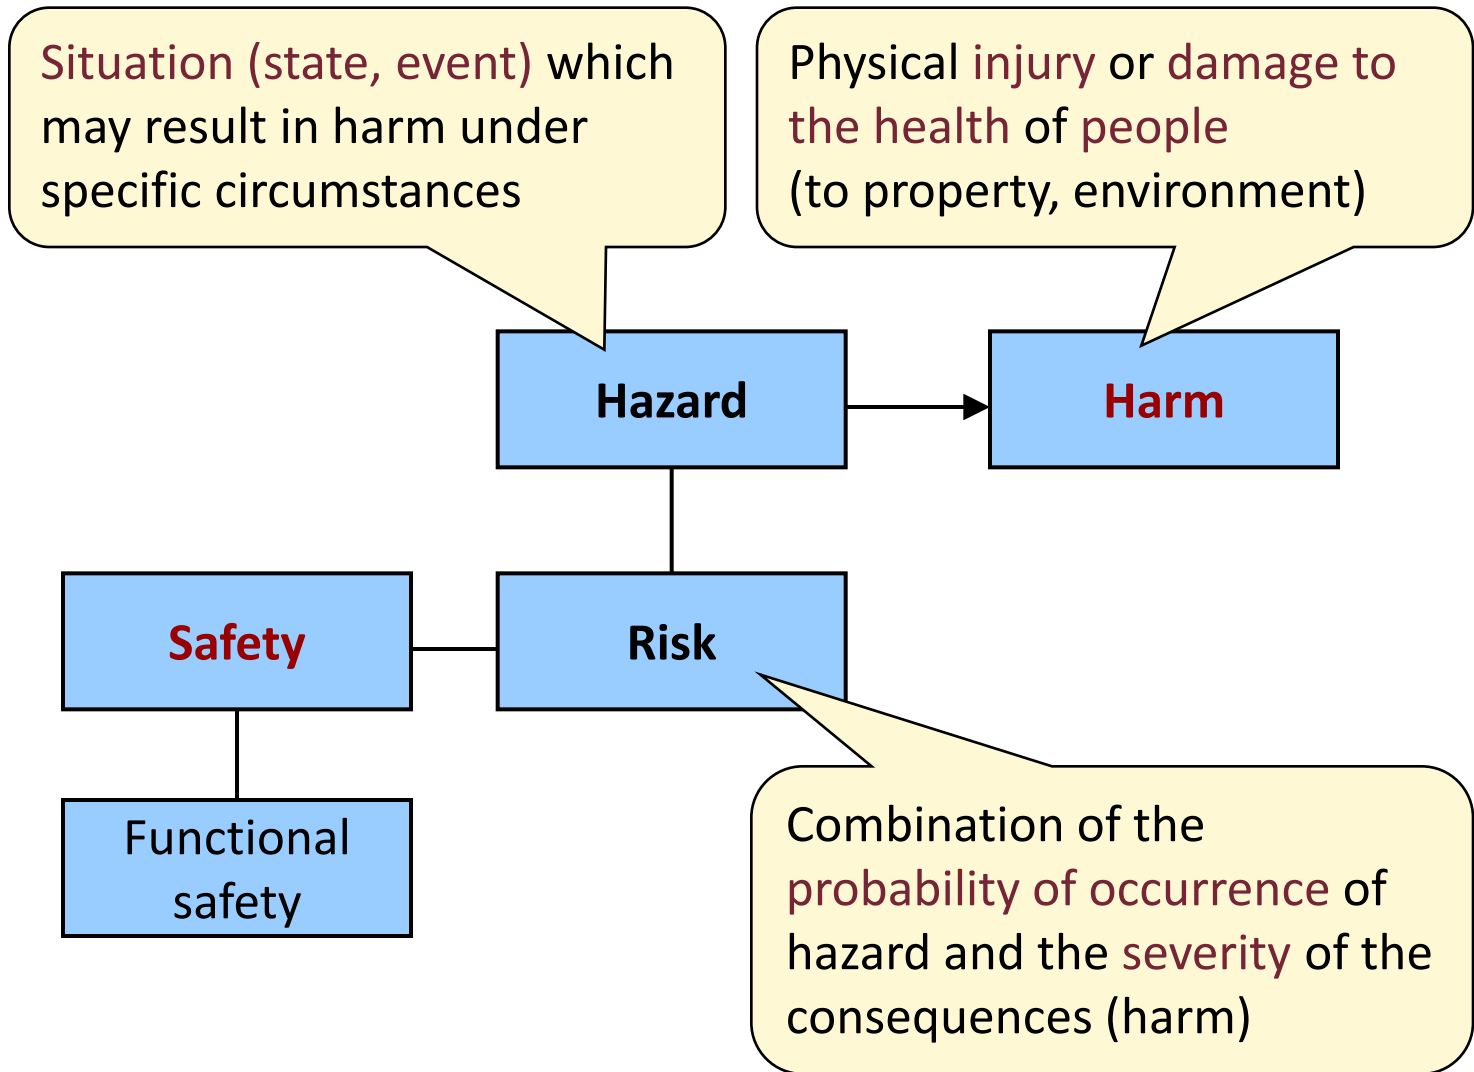 Situation (state, event) which
may result in harm under
specific circumstances
Physical injury or damage to
the health of people
(to property, environment)
Hazard
Harm
Safety
Risk
Functional
safety
Combination of the
probability of occurrence of
hazard and the severity of the
consequences (harm)